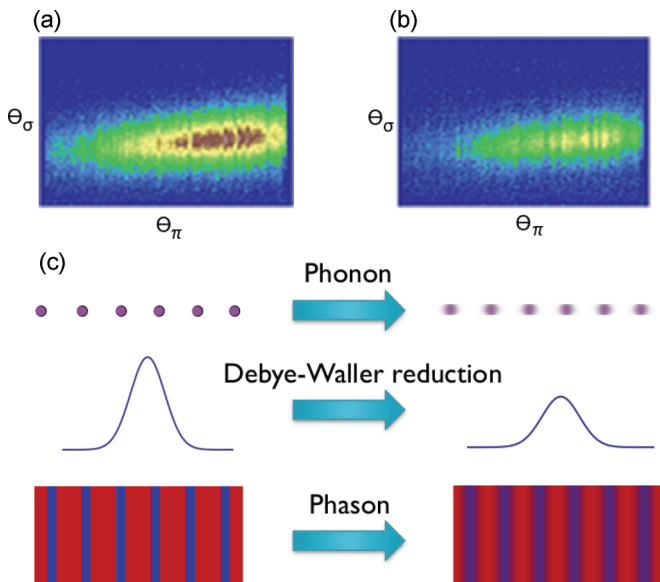 (a)
(b)
Θσ
Θσ
Θπ
Θπ
(c)
Phonon
Debye-Waller reduction
Phason